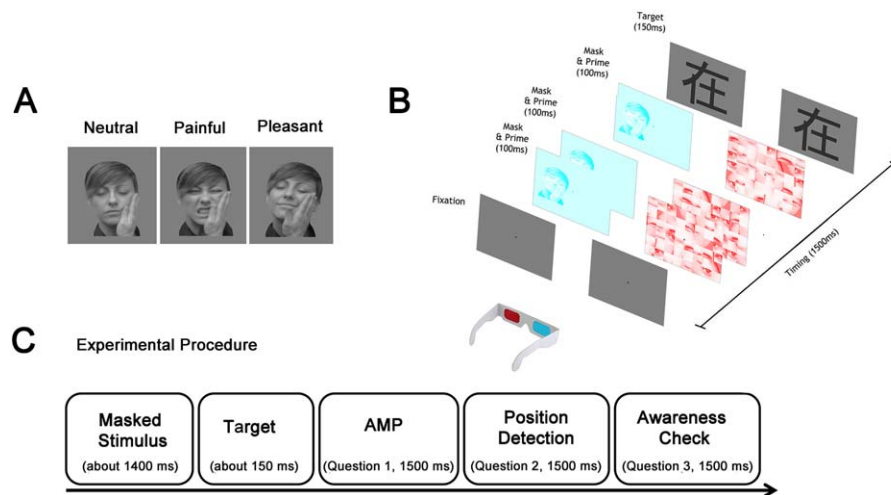 A
Neutral Painful Pleasant
B
Target
(150ms)
Mask
& Prime
(100ms)
Mask
& Prime
(100ms)
Mask
& Prime
(100ms)
Fixation
在
在
Timing (1500ms)
C
Experimental Procedure
Masked
Stimulus
(about 1400 ms)
Target
(about 150 ms)
AMP
(Question 1, 1500 ms)
Position
Detection
(Question 2, 1500 ms)
Awareness
Check
(Question 3, 1500 ms)